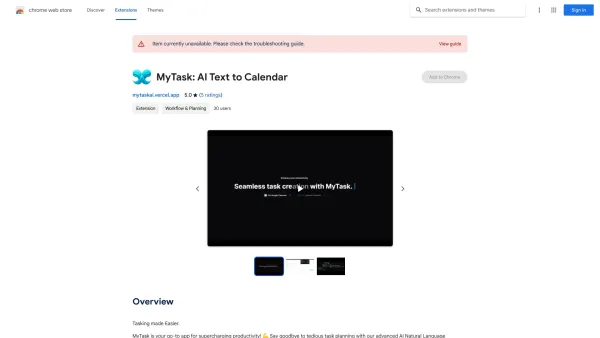 chrome web store
Discover
Extensions
Themes
Search extensions and themes
Sign in
Item currently unavailable. Please check the troubleshooting guide.
View guide
MyTask: AI Text to Calendar
Add to Chrome
mytaskai.vercel.app 5.0 ★ (5 ratings)
Extension
Workflow & Planning
30 users
Seamless task creation with MyTask.
Overview
Tasking made Easier.
MyTask is your go-to app for supercharging productivity! 💪 Say goodbye to tedious task planning with our advanced AI Natural Language